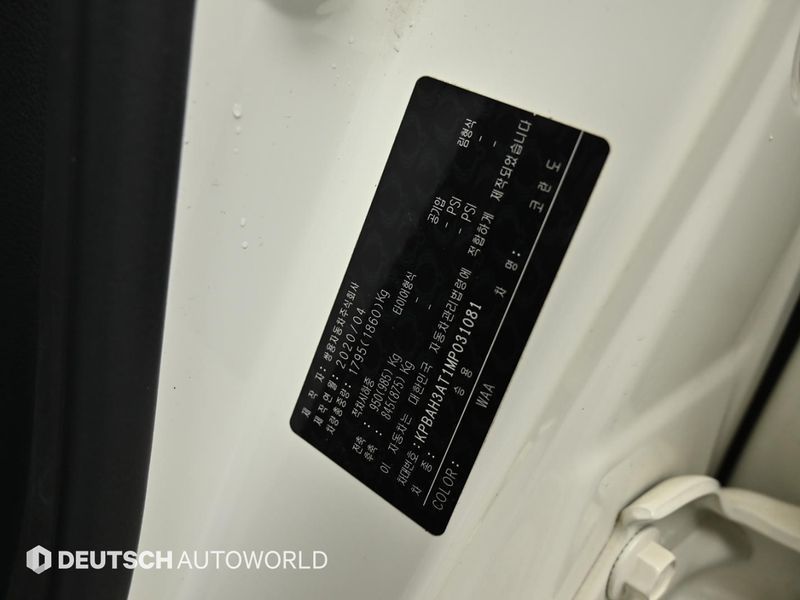 제 작 자: 쌍용자동차주식회사
제작연월: 2020/04
차량총중량: 1795(1860)Kg
적차시하중 타이어형식 공기압 림형식
전축 : 950(985) Kg - - PSI -
후축 : 845(875) Kg - - PSI -
이 자동차는 대한민국 자동차관리법령에 적합하게 제작되었습니다
차대번호: KPBAH3AT1MP031081
차 종: 승 용 차 명: 코 란 도
COLOR: WAA
DEUTSCH AUTOWORLD